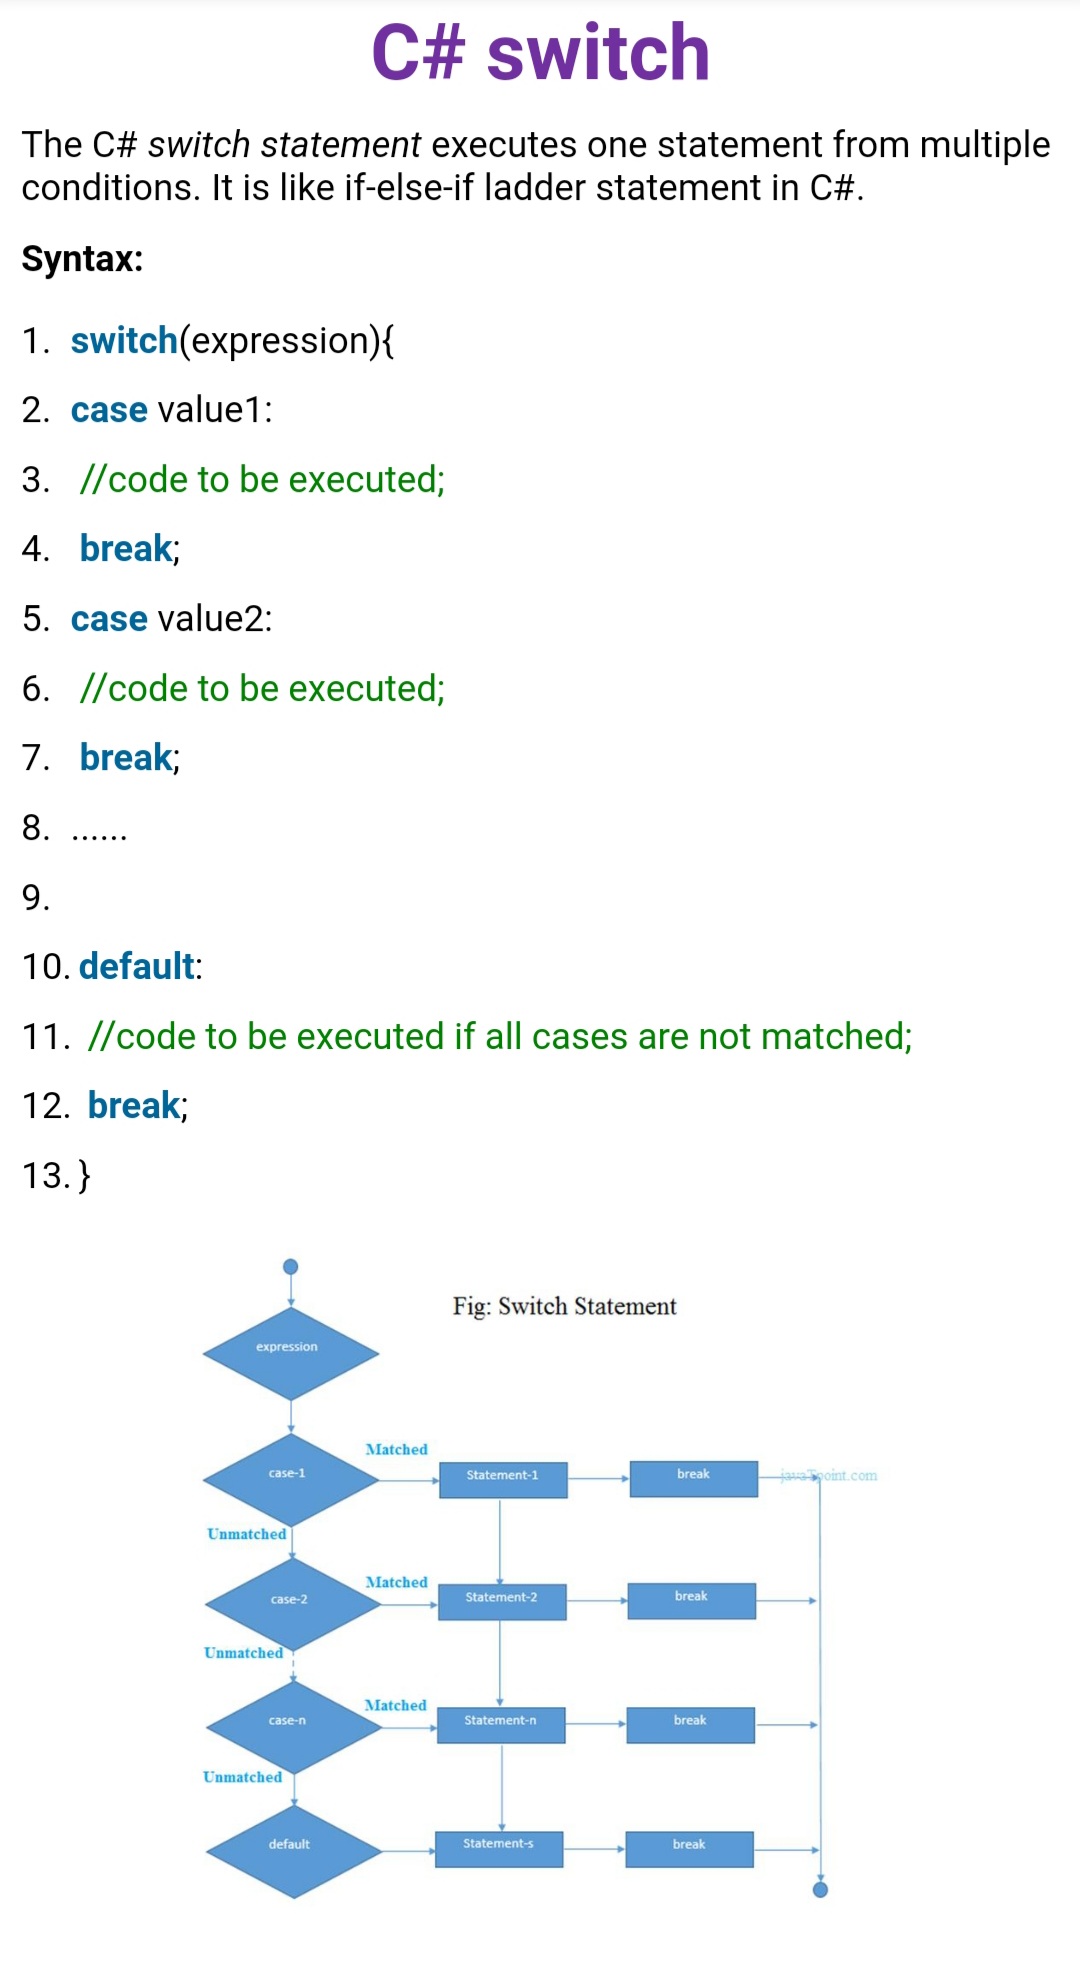 C# switch
The C# switch statement executes one statement from multiple
conditions. It is like if-else-if ladder statement in C#.
Syntax:
1. switch(expression){
2. case value1:
3. //code to be executed;
4. break;
5. case value2:
6. //code to be executed;
7. break;
8. ......
9.
10. default:
11. //code to be executed if all cases are not matched;
12. break;
13. }
Fig: Switch Statement
expression
Matched
case-1
Statement-1
break
javaTpoint.com
Unmatched
Matched
case-2
Statement-2
break
Unmatched
Matched
case-n
Statement-n
break
Unmatched
default
Statement-s
break